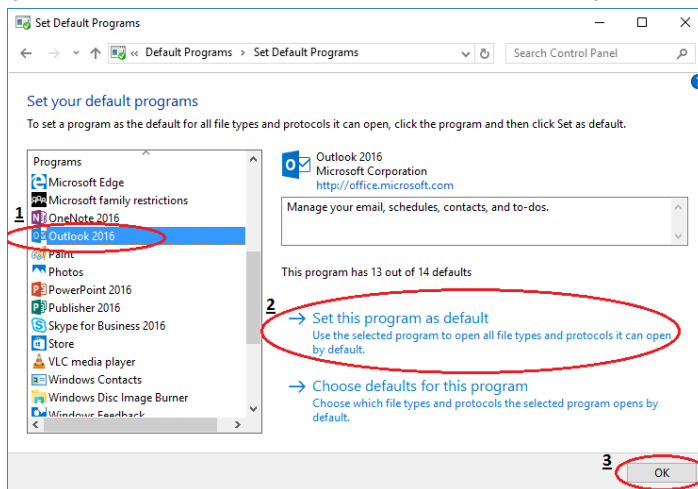 Set Default Programs
« Default Programs > Set Default Programs
Search Control Panel
Set your default programs
To set a program as the default for all file types and protocols it can open, click the program and then click Set as default.
Programs
Microsoft Edge
Microsoft family restrictions
1
OneNote 2016
Outlook 2016
Paint
Photos
PowerPoint 2016
Publisher 2016
Skype for Business 2016
Store
VLC media player
Windows Contacts
Windows Disc Image Burner
Windows Feedback
Outlook 2016
Microsoft Corporation
http://office.microsoft.com
Manage your email, schedules, contacts, and to-dos.
This program has 13 out of 14 defaults
2
Set this program as default
Use the selected program to open all file types and protocols it can open
by default.
Choose defaults for this program
Choose which file types and protocols the selected program opens by
default.
3
OK